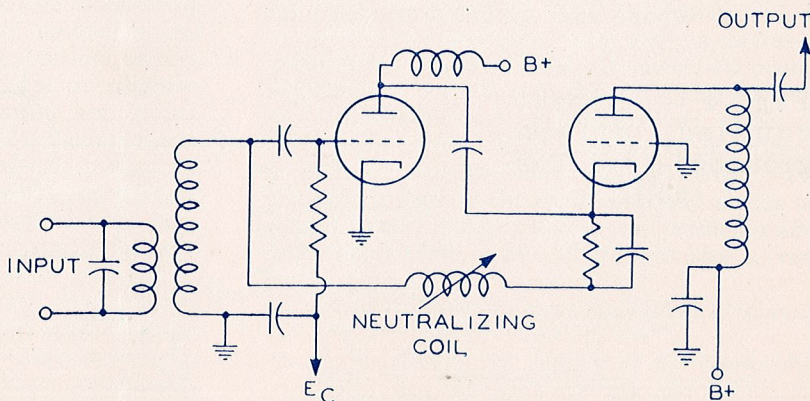 OUTPUT
B+
INPUT
NEUTRALIZING
COIL
EC
B+